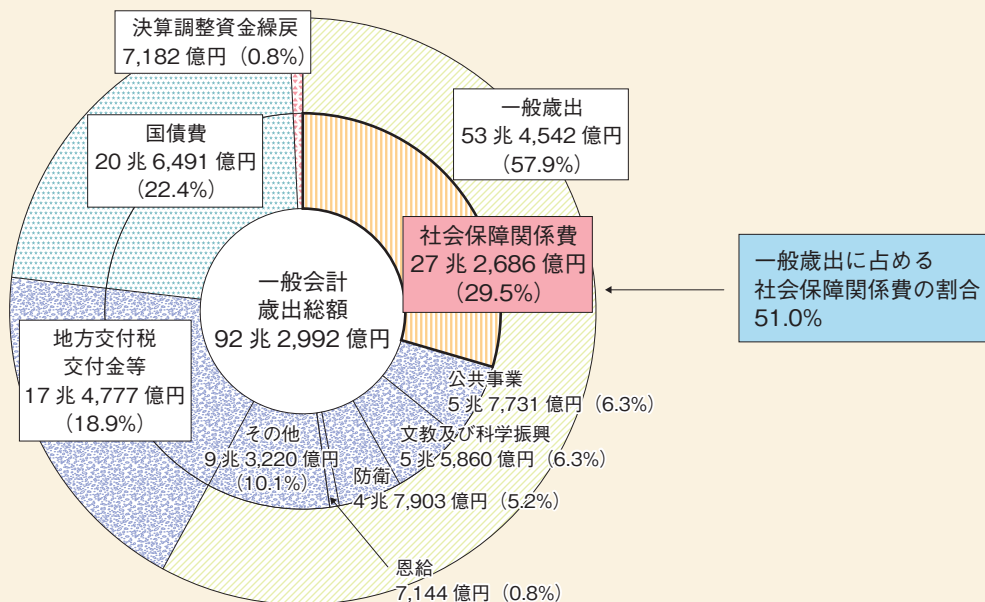 決算調整資金繰戻
7,182 億円（0.8%）
一般歳出
53 兆 4,542 億円
（57.9%）
国債費
20 兆 6,491 億円
（22.4%）
社会保障関係費
27 兆 2,686 億円
（29.5%）
一般歳出に占める
社会保障関係費の割合
51.0%
一般会計
歳出総額
92 兆 2,992 億円
地方交付税
交付金等
17 兆 4,777 億円
（18.9%）
公共事業
5 兆 7,731 億円（6.3%）
文教及び科学振興
5 兆 5,860 億円（6.3%）
その他
9 兆 3,220 億円
（10.1%）
防衛
4 兆 7,903 億円（5.2%）
恩給
7,144 億円（0.8%）